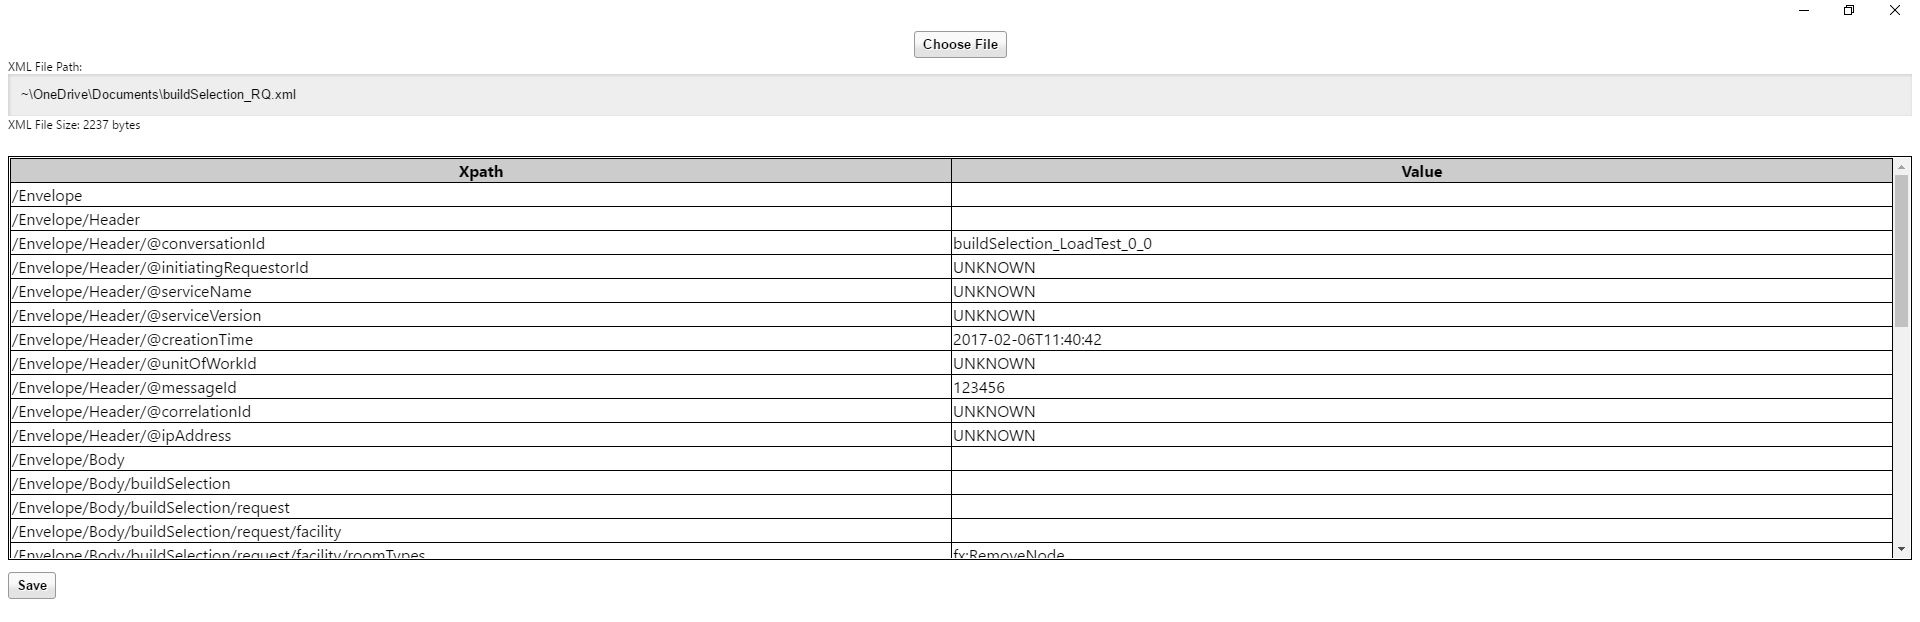 Choose File
XML File Path:
~\OneDrive\Documents\buildSelection_RQ.xml
XML File Size: 2237 bytes
Xpath Value
/Envelope
/Envelope/Header
/Envelope/Header/@conversationId buildSelection_LoadTest_0_0
/Envelope/Header/@initiatingRequestorId UNKNOWN
/Envelope/Header/@serviceName UNKNOWN
/Envelope/Header/@serviceVersion UNKNOWN
/Envelope/Header/@creationTime 2017-02-06T11:40:42
/Envelope/Header/@unitOfWorkId UNKNOWN
/Envelope/Header/@messageId 123456
/Envelope/Header/@correlationId UNKNOWN
/Envelope/Header/@ipAddress UNKNOWN
/Envelope/Body
/Envelope/Body/buildSelection
/Envelope/Body/buildSelection/request
/Envelope/Body/buildSelection/request/facility
/Envelope/Body/buildSelection/request/facility/roomTypes fx:RemoveNode
Save